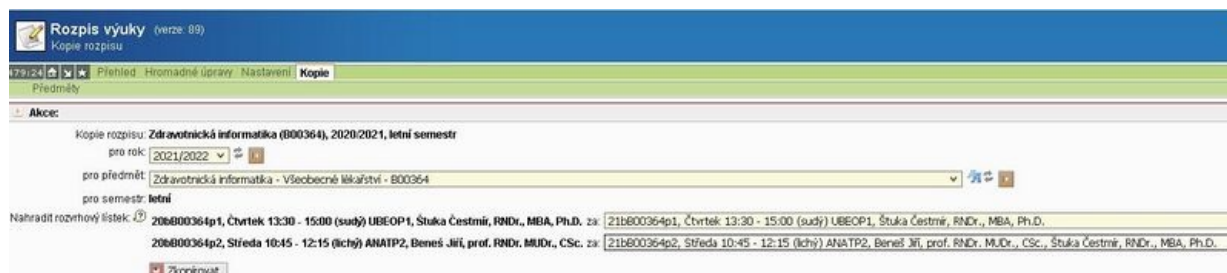 Rozpis výuky (verze: 89)
Kopie rozpisu
479:24 Přehled Hromadné úpravy Nastavení Kopie
Předměty
Akce:
Kopie rozpisu: Zdravotnická informatika (B00364), 2020/2021, letní semestr
pro rok: 2021/2022
pro předmět: Zdravotnická informatika - Všeobecné lékařství - B00364
pro semestr: letní
Nahradit rozvrhový lístek: 20bB00364p1, Čtvrtek 13:30 - 15:00 (sudý) UBEOP1, Štuka Čestmír, RNDr., MBA, Ph.D. za: 21bB00364p1, Čtvrtek 13:30 - 15:00 (sudý) UBEOP1, Štuka Čestmír, RNDr., MBA, Ph.D.
20bB00364p2, Středa 10:45 - 12:15 (lichý) ANATP2, Beneš Jiří, prof. RNDr. MUDr., CSc. za: 21bB00364p2, Středa 10:45 - 12:15 (lichý) ANATP2, Beneš Jiří, prof. RNDr. MUDr., CSc., Štuka Čestmír, RNDr., MBA, Ph.D.
Zkopírovat